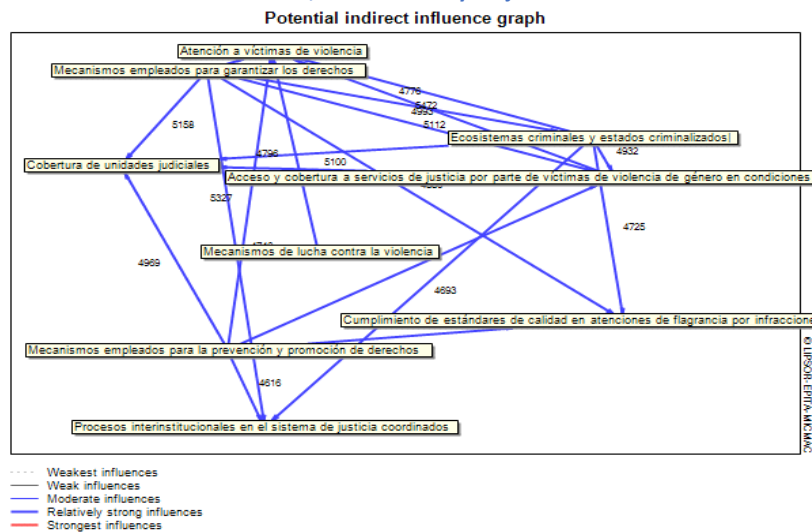 Potential indirect influence graph
Atención a víctimas de violencia
Mecanismos empleados para garantizar los derechos
4776
5472
4993
5158
5112
Ecosistemas criminales y estados criminalizados|
4796
4932
Cobertura de unidades judiciales
5100
Acceso y cobertura a servicios de justicia por parte de víctimas de violencia de género en condiciones
5327
4725
Mecanismos de lucha contra la violencia
4969
4693
Cumplimiento de estándares de calidad en atenciones de flagrancia por infraccione
Mecanismos empleados para la prevención y promoción de derechos
4616
Procesos interinstitucionales en el sistema de justicia coordinados
© LIPSOR-EPITA-MICMAC
Weakest influences
Weak influences
Moderate influences
Relatively strong influences
Strongest influences